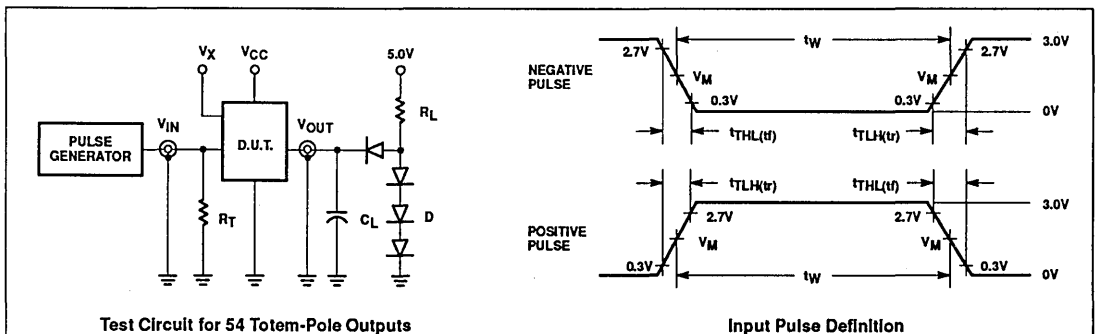 VX
VCC
5.0V
RL
VIN
VOUT
PULSE
GENERATOR
D.U.T.
RT
CL
D
Test Circuit for 54 Totem-Pole Outputs
NEGATIVE
PULSE
tW
2.7V
2.7V
3.0V
VM
VM
0.3V
0.3V
0V
tTHL(tf)
tTLH(tr)
tTLH(tr)
tTHL(tf)
POSITIVE
PULSE
2.7V
2.7V
3.0V
VM
VM
0.3V
0.3V
tW
0V
Input Pulse Definition